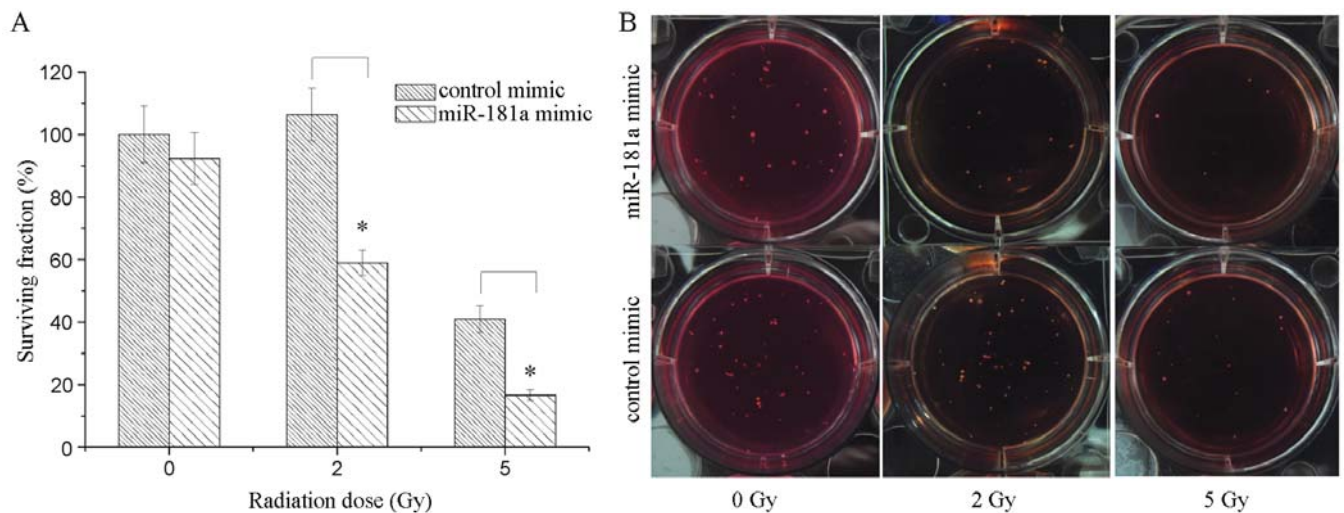 A
Surviving fraction (%)
120
100
80
60
40
20
0
control mimic
miR-181a mimic
*
*
0
2
5
Radiation dose (Gy)
B
miR-181a mimic
control mimic
0 Gy
2 Gy
5 Gy